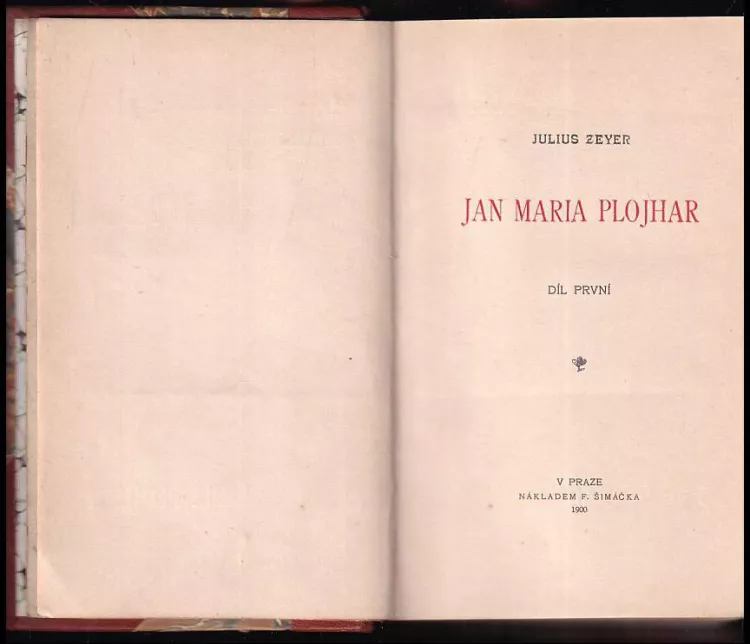 JULIUS ZEYER
JAN MARIA PLOJHAR
DÍL PRVNÍ
V PRAZE
NÁKLADEM F. ŠIMÁČKA
1900